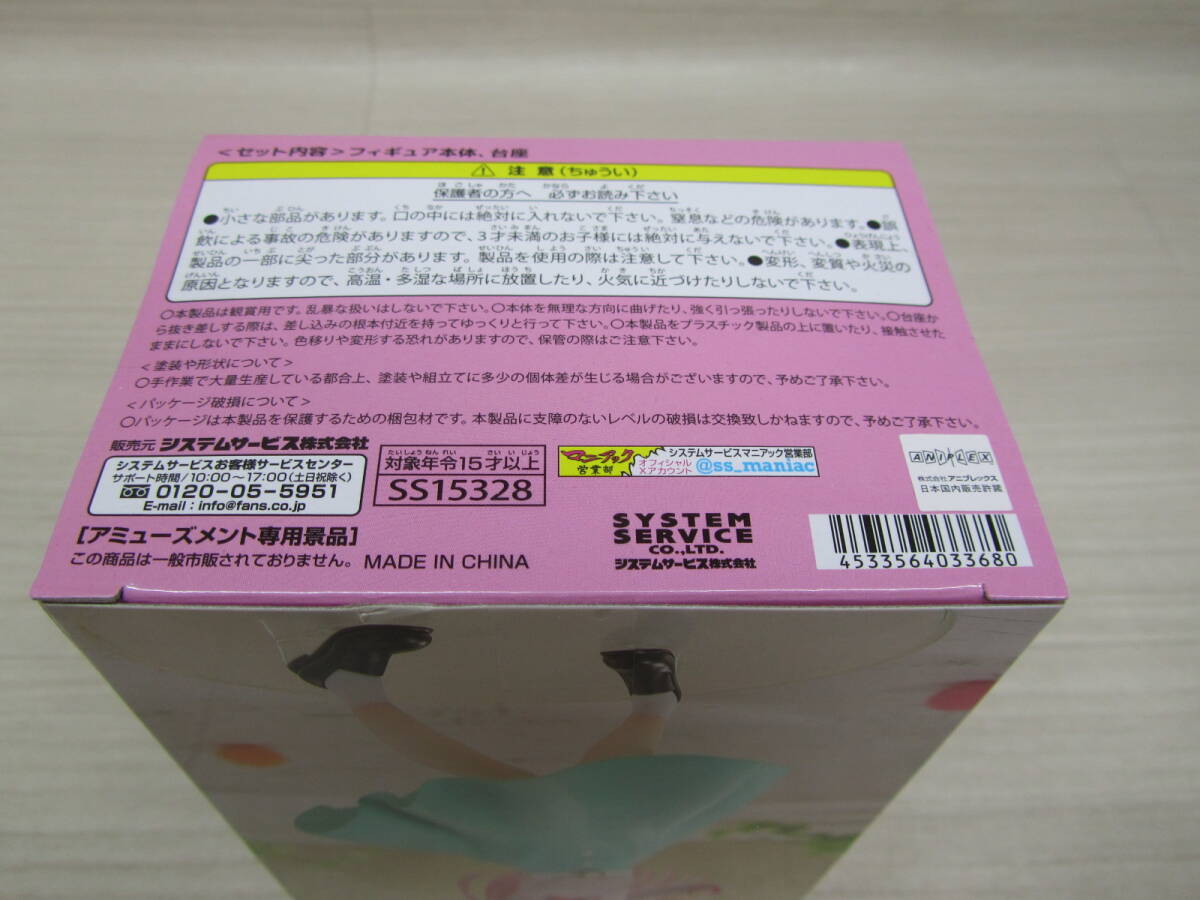 ＜セット内容＞フィギュア本体、台座
⚠ 注意（ちゅうい）
保護者の方へ 必ずお読み下さい
●小さな部品があります。口の中には絶対に入れないで下さい。窒息などの危険があります。●誤
飲による事故の危険がありますので、3才未満のお子様には絶対に与えないで下さい。●表現上、
製品の一部に尖った部分があります。製品を使用の際は注意して下さい。●変形、変質や火災の
原因となりますので、高温・多湿な場所に放置したり、火気に近づけたりしないで下さい。
○本製品は観賞用です。乱暴な扱いはしないで下さい。○本体を無理な方向に曲げたり、強く引っ張ったりしないで下さい。○台座か
ら抜き差しする際は、差し込みの根本付近を持ってゆっくりと行って下さい。○本製品をプラスチック製品の上に置いたり、接触させた
ままにしないで下さい。色移りや変形する恐れがありますので、保管の際はご注意下さい。
＜塗装や形状について＞
○手作業で大量生産している都合上、塗装や組立てに多少の個体差が生じる場合がございますので、予めご了承下さい。
＜パッケージ破損について＞
○パッケージは本製品を保護するための梱包材です。本製品に支障のないレベルの破損は交換致しかねますので、予めご了承下さい。
販売元 システムサービス株式会社
システムサービスお客様サービスセンター
サポート時間／10:00～17:00(土日祝除く)
0120-05-5951
E-mail：info@fans.co.jp
[アミューズメント専用景品]
この商品は一般市販されておりません。 MADE IN CHINA
たいしょうねんれい さいいじょう
対象年令15才以上
SS15328
マニアック
営業部
オフィシャル
Xアカウント
システムサービスマニアック営業部
@ss_maniac
SYSTEM
SERVICE
CO.,LTD.
システムサービス株式会社
ANIPLEX
株式会社アニプレックス
日本国内販売許諾
4533564033680